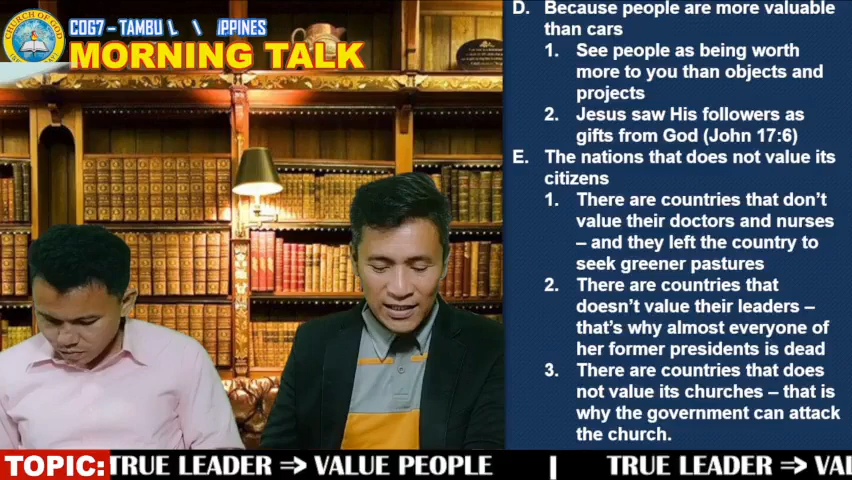 CHURCH OF GOD
COG7 - TAMBU
MORNING TALK
D. Because people are more valuable
than cars
1. See people as being worth
more to you than objects and
projects
2. Jesus saw His followers as
gifts from God (John 17:6)
E. The nations that does not value its
citizens
1. There are countries that don't
value their doctors and nurses
– and they left the country to
seek greener pastures
2. There are countries that
doesn't value their leaders –
that's why almost everyone of
her former presidents is dead
3. There are countries that does
not value its churches – that is
why the government can attack
the church.
TOPIC: TRUE LEADER => VALUE PEOPLE | TRUE LEADER => VAL